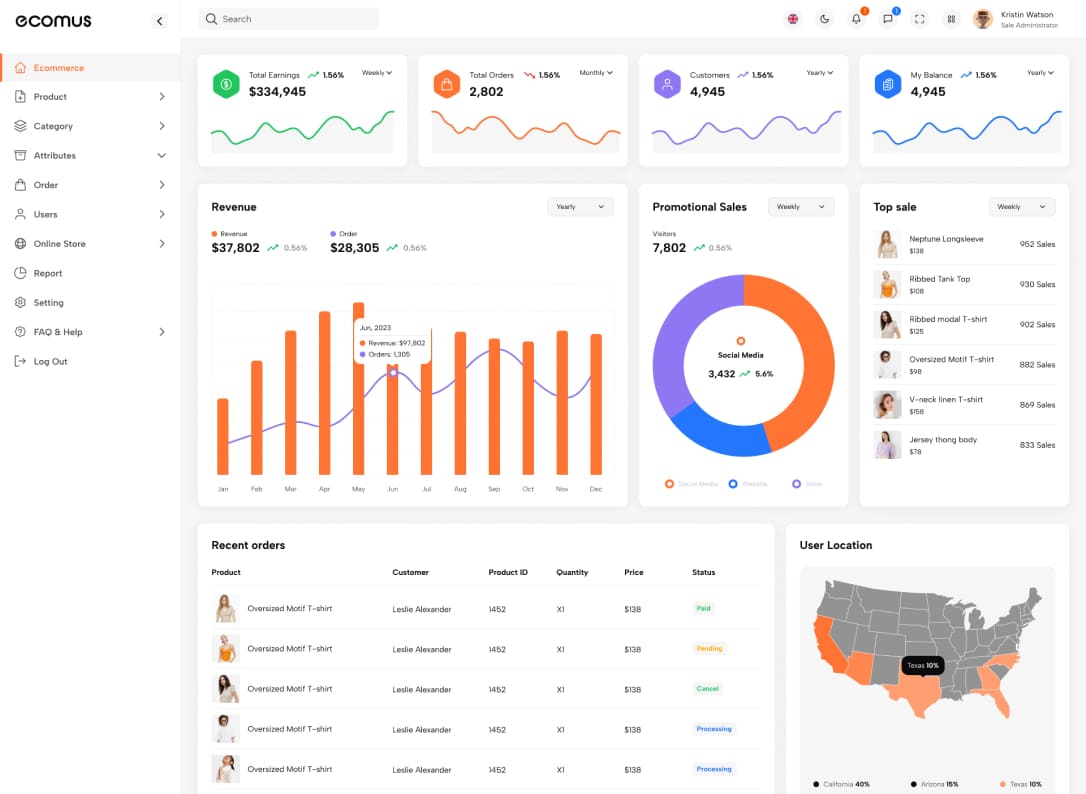 ecomus
Search
1
1
Kristin Watson
Sale Administrator
Ecommerce
Product
Category
Attributes
Order
Users
Online Store
Report
Setting
FAQ & Help
Log Out
Total Earnings 1.56% Weekly
$334,945
Total Orders 1.56% Monthly
2,802
Customers 1.56% Yearly
4,945
My Balance 1.56% Yearly
4,945
Revenue Yearly
Revenue Order
$37,802 0.56% $28,305 0.56%
Jun, 2023
Revenue: $97,802
Orders: 1,305
Jan Feb Mar Apr May Jun Jul Aug Sep Oct Nov Dec
Promotional Sales Weekly
Visitors
7,802 0.56%
Social Media
3,432 5.6%
Social Media Website Store
Top sale Weekly
Neptune Longsleeve
$138
952 Sales
Ribbed Tank Top
$108
930 Sales
Ribbed modal T-shirt
$125
902 Sales
Oversized Motif T-shirt
$98
882 Sales
V-neck linen T-shirt
$158
869 Sales
Jersey thong body
$78
833 Sales
Recent orders
Product Customer Product ID Quantity Price Status
Oversized Motif T-shirt Leslie Alexander 1452 X1 $138 Paid
Oversized Motif T-shirt Leslie Alexander 1452 X1 $138 Pending
Oversized Motif T-shirt Leslie Alexander 1452 X1 $138 Cancel
Oversized Motif T-shirt Leslie Alexander 1452 X1 $138 Processing
Oversized Motif T-shirt Leslie Alexander 1452 X1 $138 Processing
User Location
Texas 10%
California 40% Arizona 15% Texas 10%